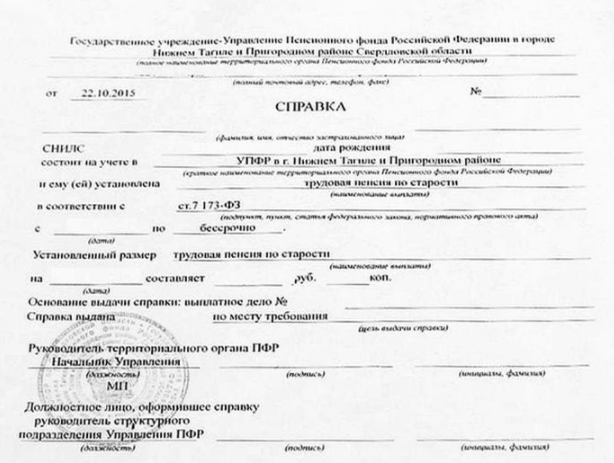 Государственное учреждение-Управление Пенсионного фонда Российской Федерации в городе
Нижнем Тагиле и Пригородном районе Свердловской области
(полное наименование территориального органа Пенсионного фонда Российской Федерации)
(полный почтовый адрес, телефон, факс)
от 22.10.2015 №
СПРАВКА
(фамилия, имя, отчество застрахованного лица)
СНИЛС дата рождения
состоит на учете в УПФР в г. Нижнем Тагиле и Пригородном районе
(краткое наименование территориального органа Пенсионного фонда Российской Федерации)
и ему (ей) установлена трудовая пенсия по старости
(наименование выплаты)
в соответствии с ст.7 173-ФЗ
(подпункт, пункт, статья федерального закона, нормативного правового акта)
с по бессрочно .
(дата)
Установленный размер трудовая пенсия по старости
(наименование выплаты)
на составляет руб. коп.
(дата)
Основание выдачи справки: выплатное дело №
Справка выдана по месту требования
(цель выдачи справки)
Руководитель территориального органа ПФР
Начальник Управления
(должность) (подпись) (инициалы, фамилия)
МП
Должностное лицо, оформившее справку
руководитель структурного
подразделения Управления ПФР
(должность) (подпись) (инициалы, фамилия)